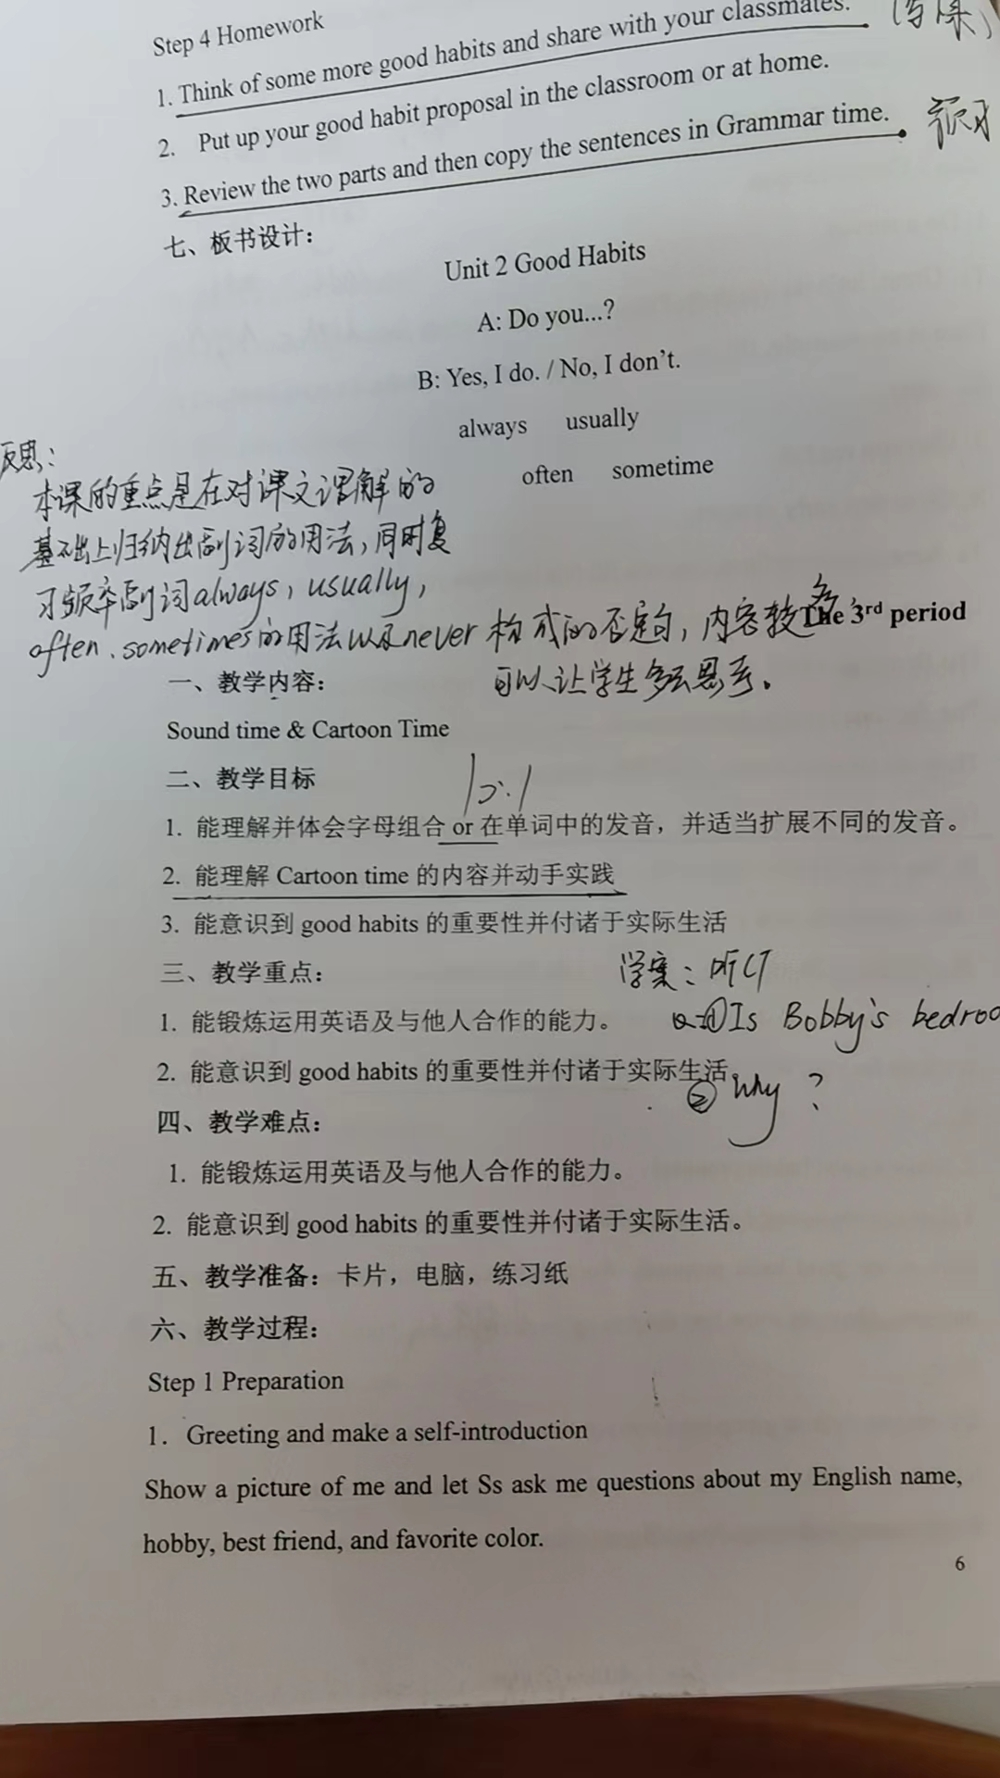 Step 4 Homework
1. Think of some more good habits and share with your classmates.
2. Put up your good habit proposal in the classroom or at home.
3. Review the two parts and then copy the sentences in Grammar time.
七、板书设计：
Unit 2 Good Habits
A: Do you...?
B: Yes, I do. / No, I don't.
always usually
often sometime
反思：
本课的重点是在对课文理解的
基础上归纳出副词的用法，同时复
习频率副词always，usually，
often、sometimes的用法以及never 构成的否定句，内容较多，
可以让学生多去思考。
The 3rd period
一、教学内容：
Sound time & Cartoon Time
二、教学目标
1. 能理解并体会字母组合 or 在单词中的发音，并适当扩展不同的发音。
2. 能理解 Cartoon time 的内容并动手实践
3. 能意识到 good habits 的重要性并付诸于实际生活
三、教学重点：
学案：听CT
1. 能锻炼运用英语及与他人合作的能力。
①Is Bobby's bedroo
2. 能意识到 good habits 的重要性并付诸于实际生活。
② Why ?
四、教学难点：
1. 能锻炼运用英语及与他人合作的能力。
2. 能意识到 good habits 的重要性并付诸于实际生活。
五、教学准备：卡片，电脑，练习纸
六、教学过程：
Step 1 Preparation
1. Greeting and make a self-introduction
Show a picture of me and let Ss ask me questions about my English name,
hobby, best friend, and favorite color.
6